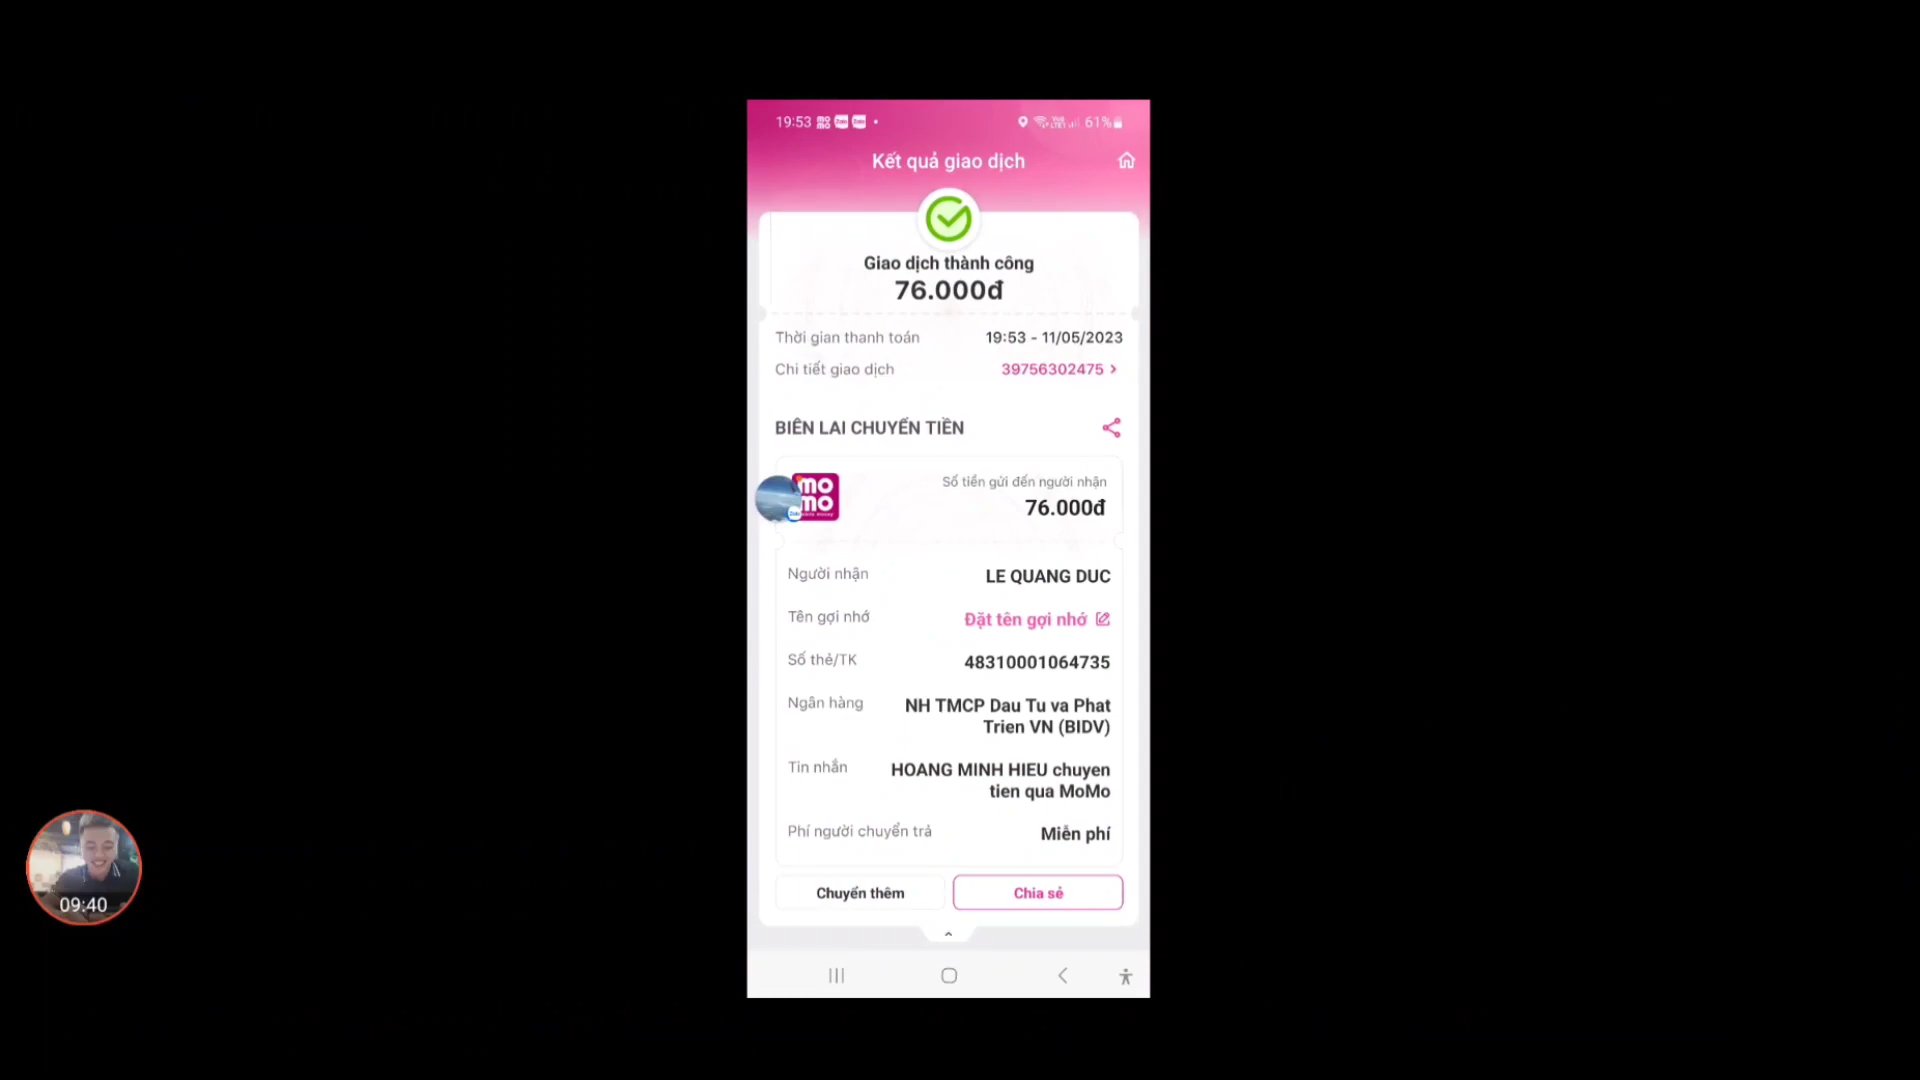 19:53
61%
Kết quả giao dịch
Giao dịch thành công
76.000đ
Thời gian thanh toán 19:53 - 11/05/2023
Chi tiết giao dịch 39756302475
BIÊN LAI CHUYỂN TIỀN
mo
mo
Số tiền gửi đến người nhận
76.000đ
Người nhận LE QUANG DUC
Tên gợi nhớ Đặt tên gợi nhớ
Số thẻ/TK 48310001064735
Ngân hàng NH TMCP Dau Tu va Phat
Trien VN (BIDV)
Tin nhắn HOANG MINH HIEU chuyen
tien qua MoMo
Phí người chuyển trả Miễn phí
Chuyển thêm Chia sẻ
09:40